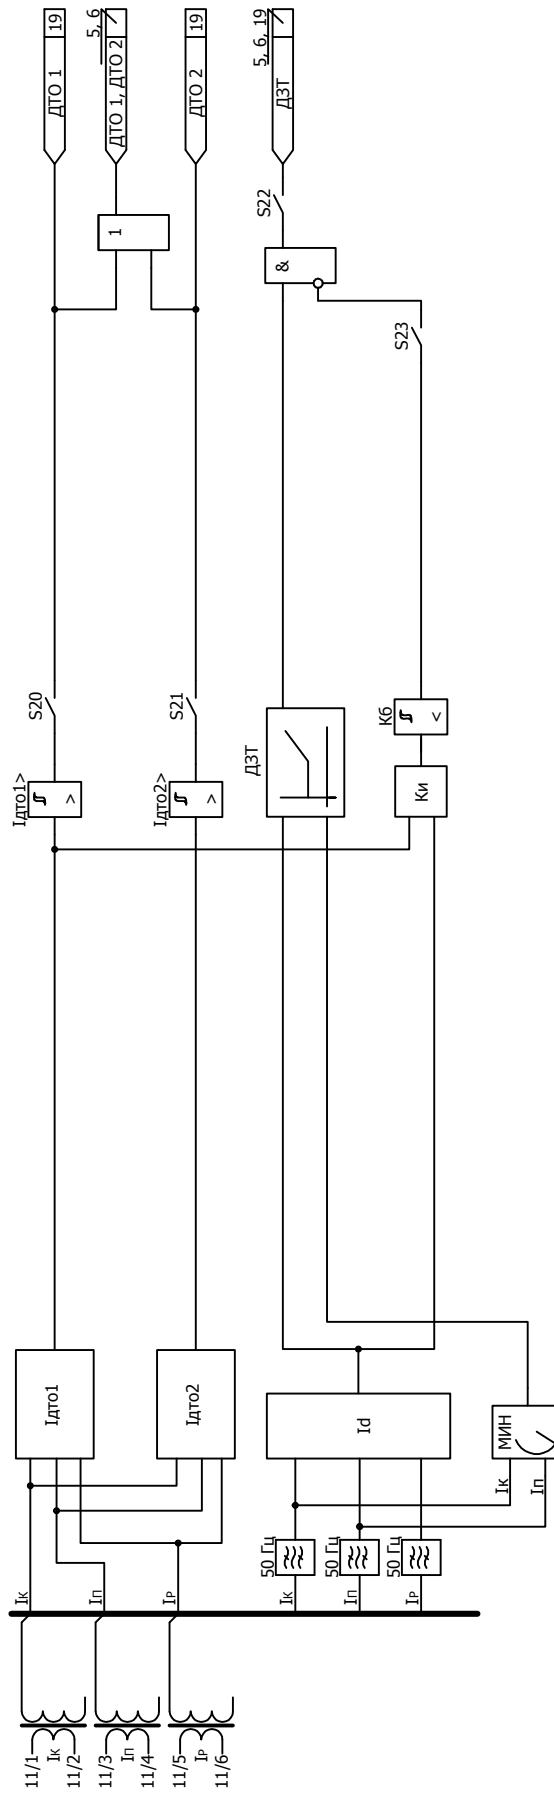 11/1
Iк
11/2
11/3
Iп
11/4
11/5
Iр
11/6
Iк
Iп
Iр
Iк
Iп
Iр
50 Гц
50 Гц
50 Гц
Iдто1
Iдто2
Id
Iк
Iп
МИН
Iдто1>
>
S20
Iдто2>
>
S21
ДЗТ
Ки
Кб
<
S23
1
&
S22
ДТО 1
19
ДТО 1, ДТО 2
5, 6
ДТО 2
19
ДЗТ
5, 6, 19